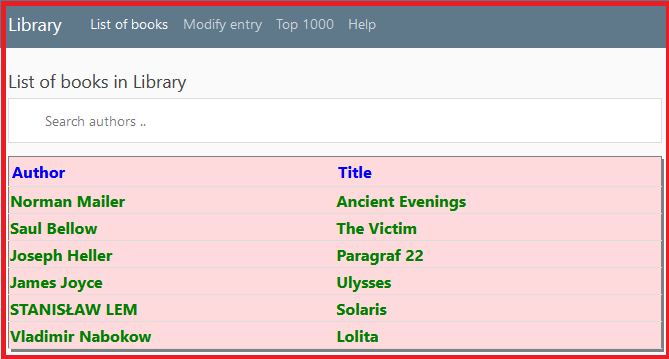 Library List of books Modify entry Top 1000 Help
List of books in Library
Search authors ..
Author Title
Norman Mailer Ancient Evenings
Saul Bellow The Victim
Joseph Heller Paragraf 22
James Joyce Ulysses
STANISŁAW LEM Solaris
Vladimir Nabokow Lolita